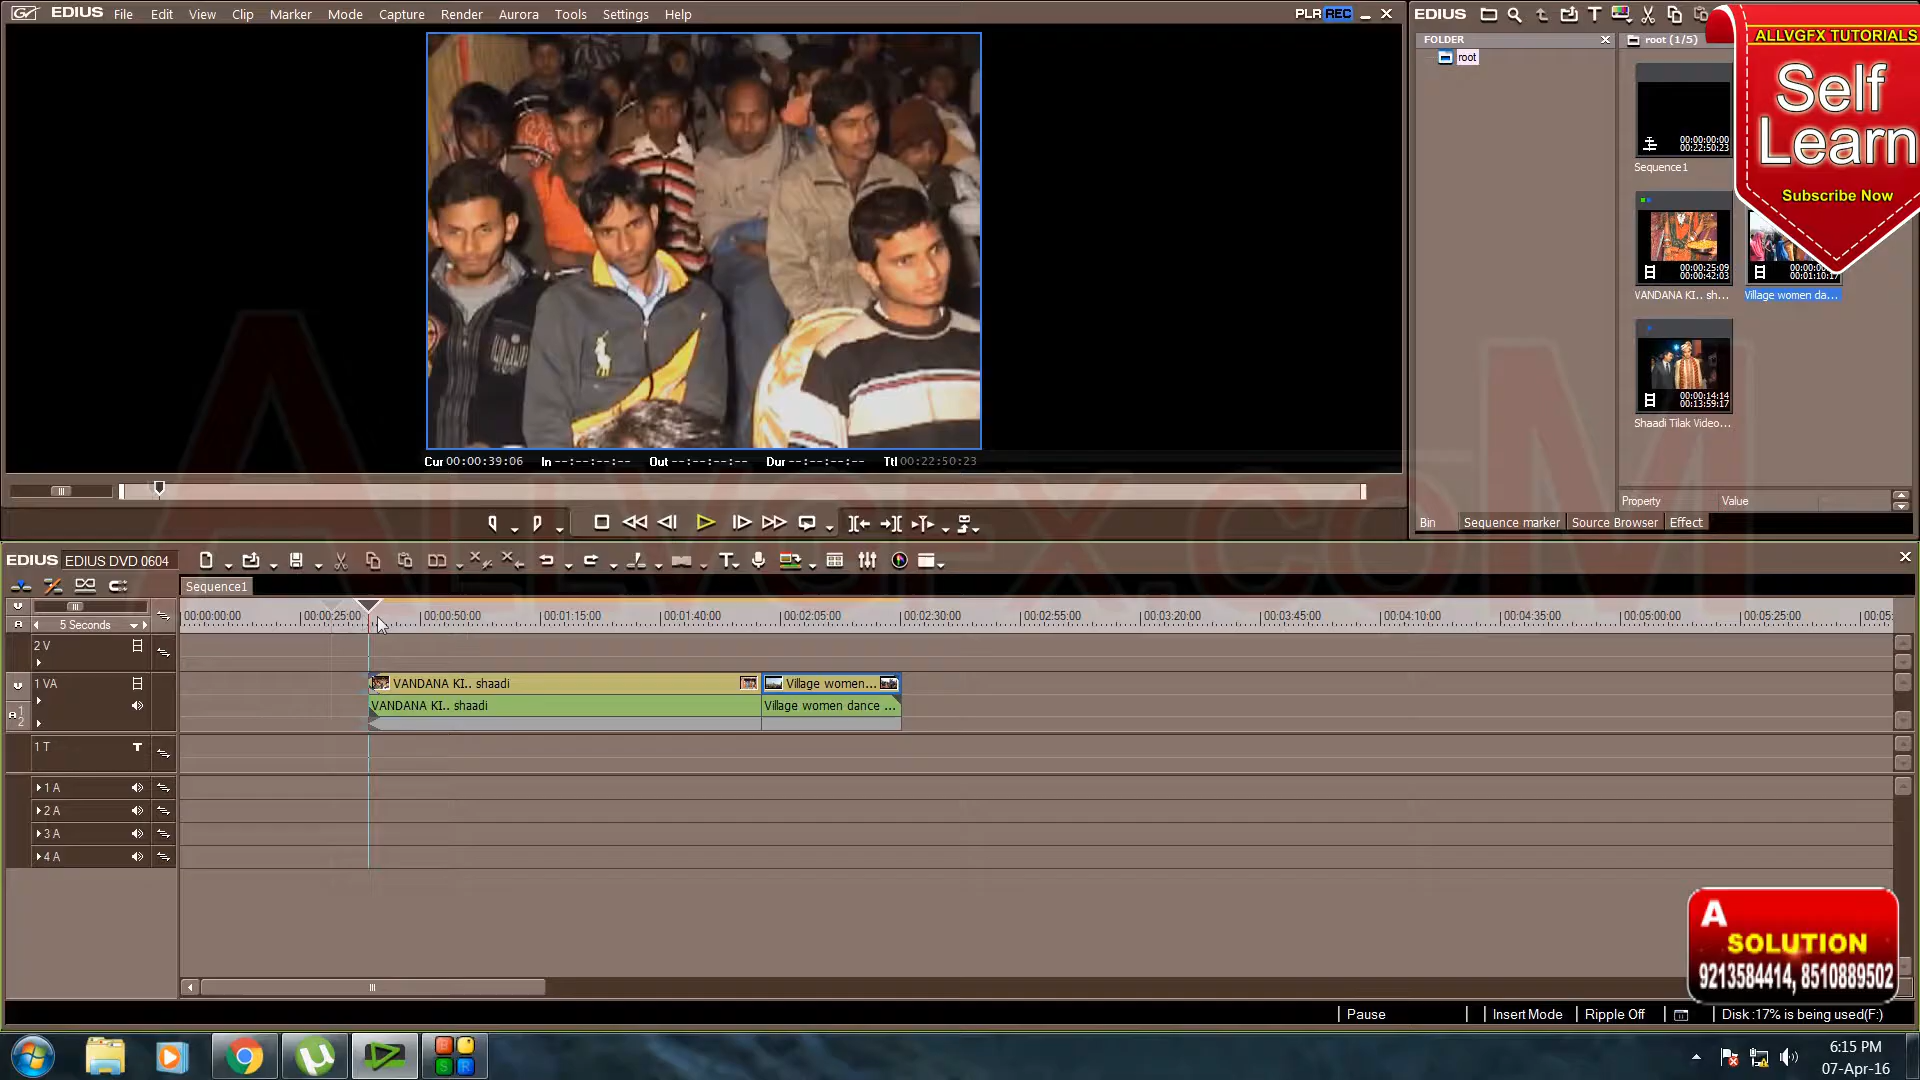 EDIUS File Edit View Clip Marker Mode Capture Render Aurora Tools Settings Help PLR REC
EDIUS
FOLDER
root
root (1/5)
00:00:00:00
00:22:50:23
Sequence1
00:00:25:09
00:00:42:03
VANDANA KI.. sh...
00:01:10:17
Village women da...
00:00:14:14
00:13:59:17
Shaadi Tilak Video...
ALLVGFX TUTORIALS
Self
Learn
Subscribe Now
Cur 00:00:39:06 In --:--:--:-- Out --:--:--:-- Dur --:--:--:-- Ttl 00:22:50:23
Property Value
Bin Sequence marker Source Browser Effect
ALLVGFX.COM
EDIUS EDIUS DVD 0604
Sequence1
5 Seconds
00:00:00:00 00:00:25:00 00:00:50:00 00:01:15:00 00:01:40:00 00:02:05:00 00:02:30:00 00:02:55:00 00:03:20:00 00:03:45:00 00:04:10:00 00:04:35:00 00:05:00:00 00:05:25:00
2 V
1 VA
VANDANA KI.. shaadi Village women...
VANDANA KI.. shaadi Village women dance ...
A 1 2
1 T T
1 A
2 A
3 A
4 A
A
SOLUTION
9213584414, 8510889502
Pause Insert Mode Ripple Off Disk :17% is being used(F:)
6:15 PM
07-Apr-16